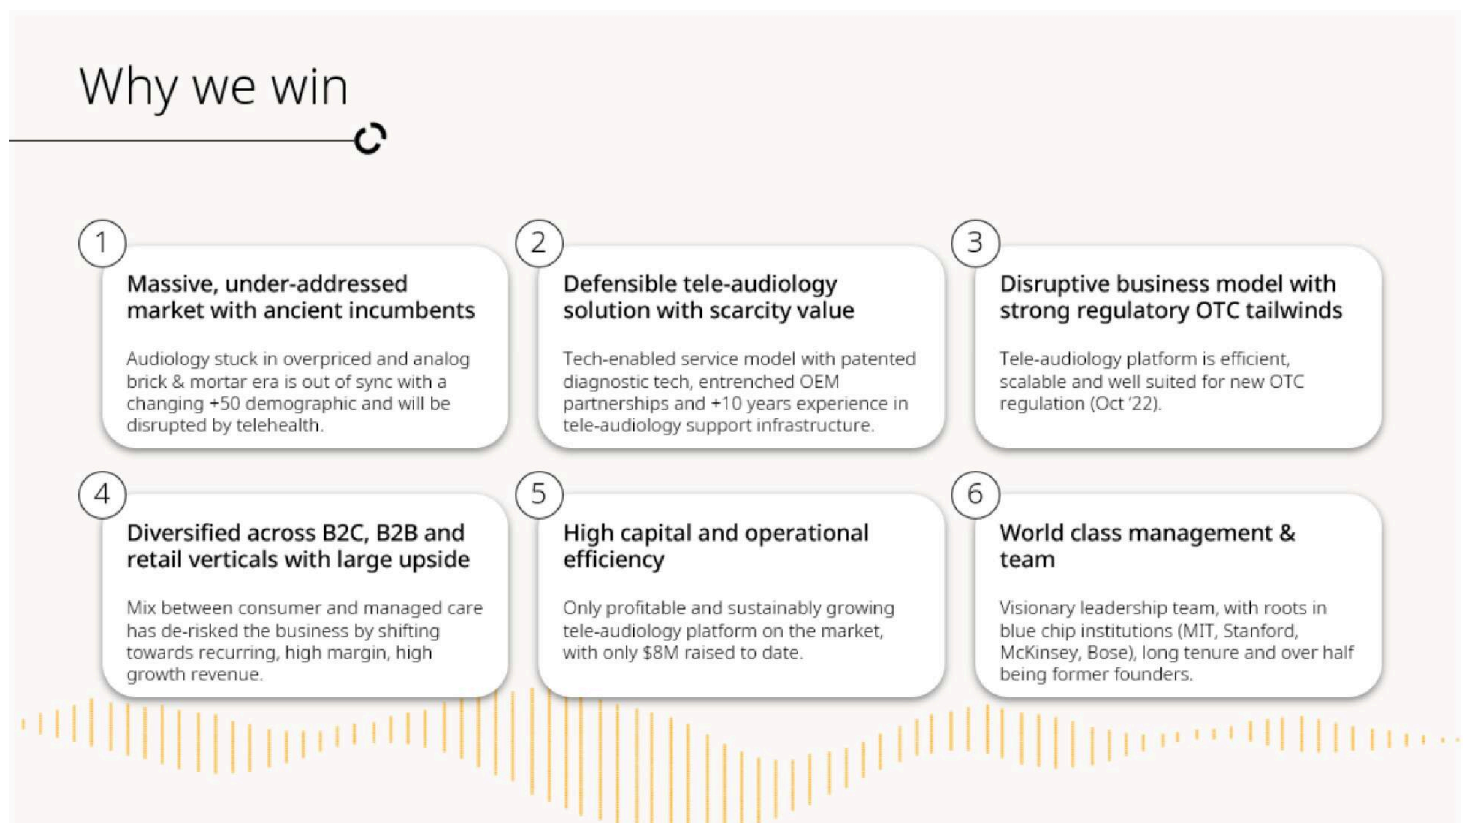 Why we win
1
Massive, under-addressed
market with ancient incumbents
Audiology stuck in overpriced and analog
brick & mortar era is out of sync with a
changing +50 demographic and will be
disrupted by telehealth.
2
Defensible tele-audiology
solution with scarcity value
Tech-enabled service model with patented
diagnostic tech, entrenched OEM
partnerships and +10 years experience in
tele-audiology support infrastructure.
3
Disruptive business model with
strong regulatory OTC tailwinds
Tele-audiology platform is efficient,
scalable and well suited for new OTC
regulation (Oct ‘22).
4
Diversified across B2C, B2B and
retail verticals with large upside
Mix between consumer and managed care
has de-risked the business by shifting
towards recurring, high margin, high
growth revenue.
5
High capital and operational
efficiency
Only profitable and sustainably growing
tele-audiology platform on the market,
with only $8M raised to date.
6
World class management &
team
Visionary leadership team, with roots in
blue chip institutions (MIT, Stanford,
McKinsey, Bose), long tenure and over half
being former founders.